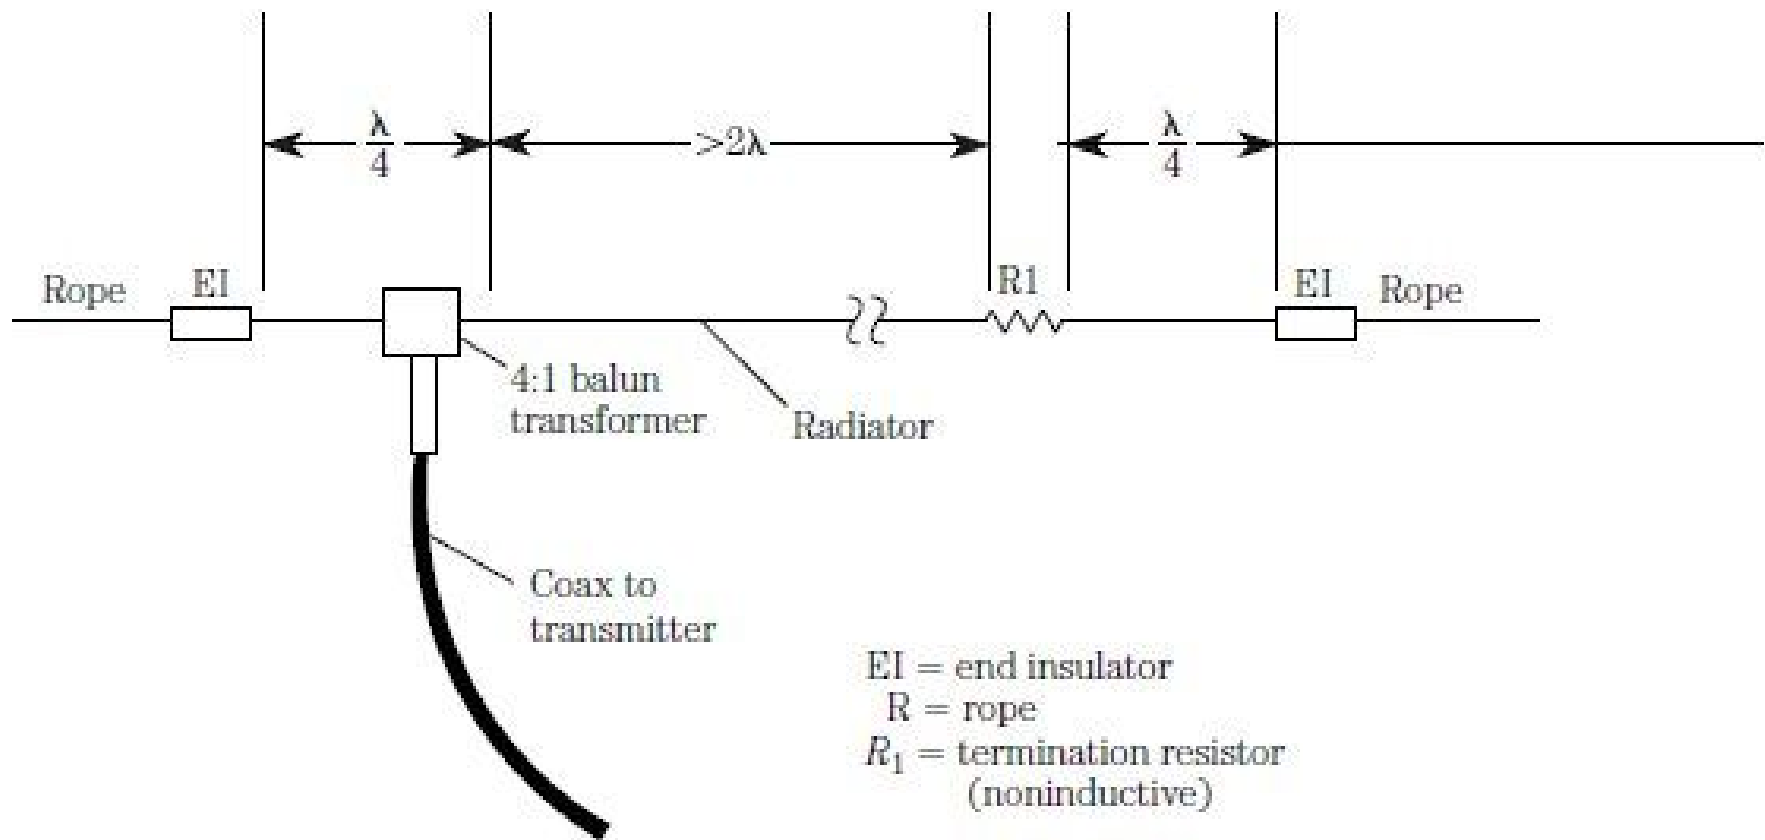 λ/4
>2λ
λ/4
Rope
EI
R1
EI
Rope
4:1 balun
transformer
Radiator
Coax to
transmitter
EI = end insulator
R = rope
R₁ = termination resistor
(noninductive)